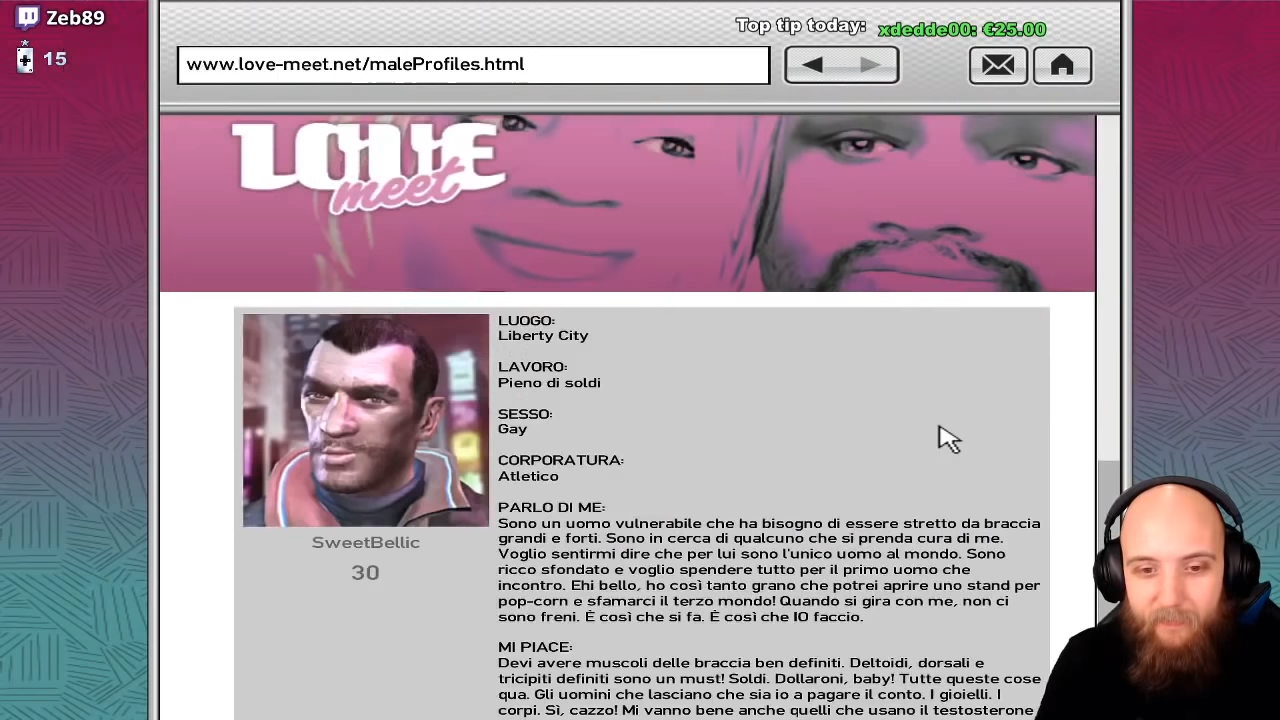 Zeb89
15
Top tip today: xdedde00: €25.00
www.love-meet.net/maleProfiles.html
LOVE
meet
LUOGO:
Liberty City
LAVORO:
Pieno di soldi
SESSO:
Gay
CORPORATURA:
Atletico
PARLO DI ME:
Sono un uomo vulnerabile che ha bisogno di essere stretto da braccia
grandi e forti. Sono in cerca di qualcuno che si prenda cura di me.
Voglio sentirmi dire che per lui sono l'unico uomo al mondo. Sono
ricco sfondato e voglio spendere tutto per il primo uomo che
incontro. Ehi bello, ho così tanto grano che potrei aprire uno stand per
pop-corn e sfamarci il terzo mondo! Quando si gira con me, non ci
sono freni. È così che si fa. È così che IO faccio.
SweetBellic
30
MI PIACE:
Devi avere muscoli delle braccia ben definiti. Deltoidi, dorsali e
tricipiti definiti sono un must! Soldi. Dollaroni, baby! Tutte queste cose
qua. Gli uomini che lasciano che sia io a pagare il conto. I gioielli. I
corpi. Sì, cazzo! Mi vanno bene anche quelli che usano il testosterone